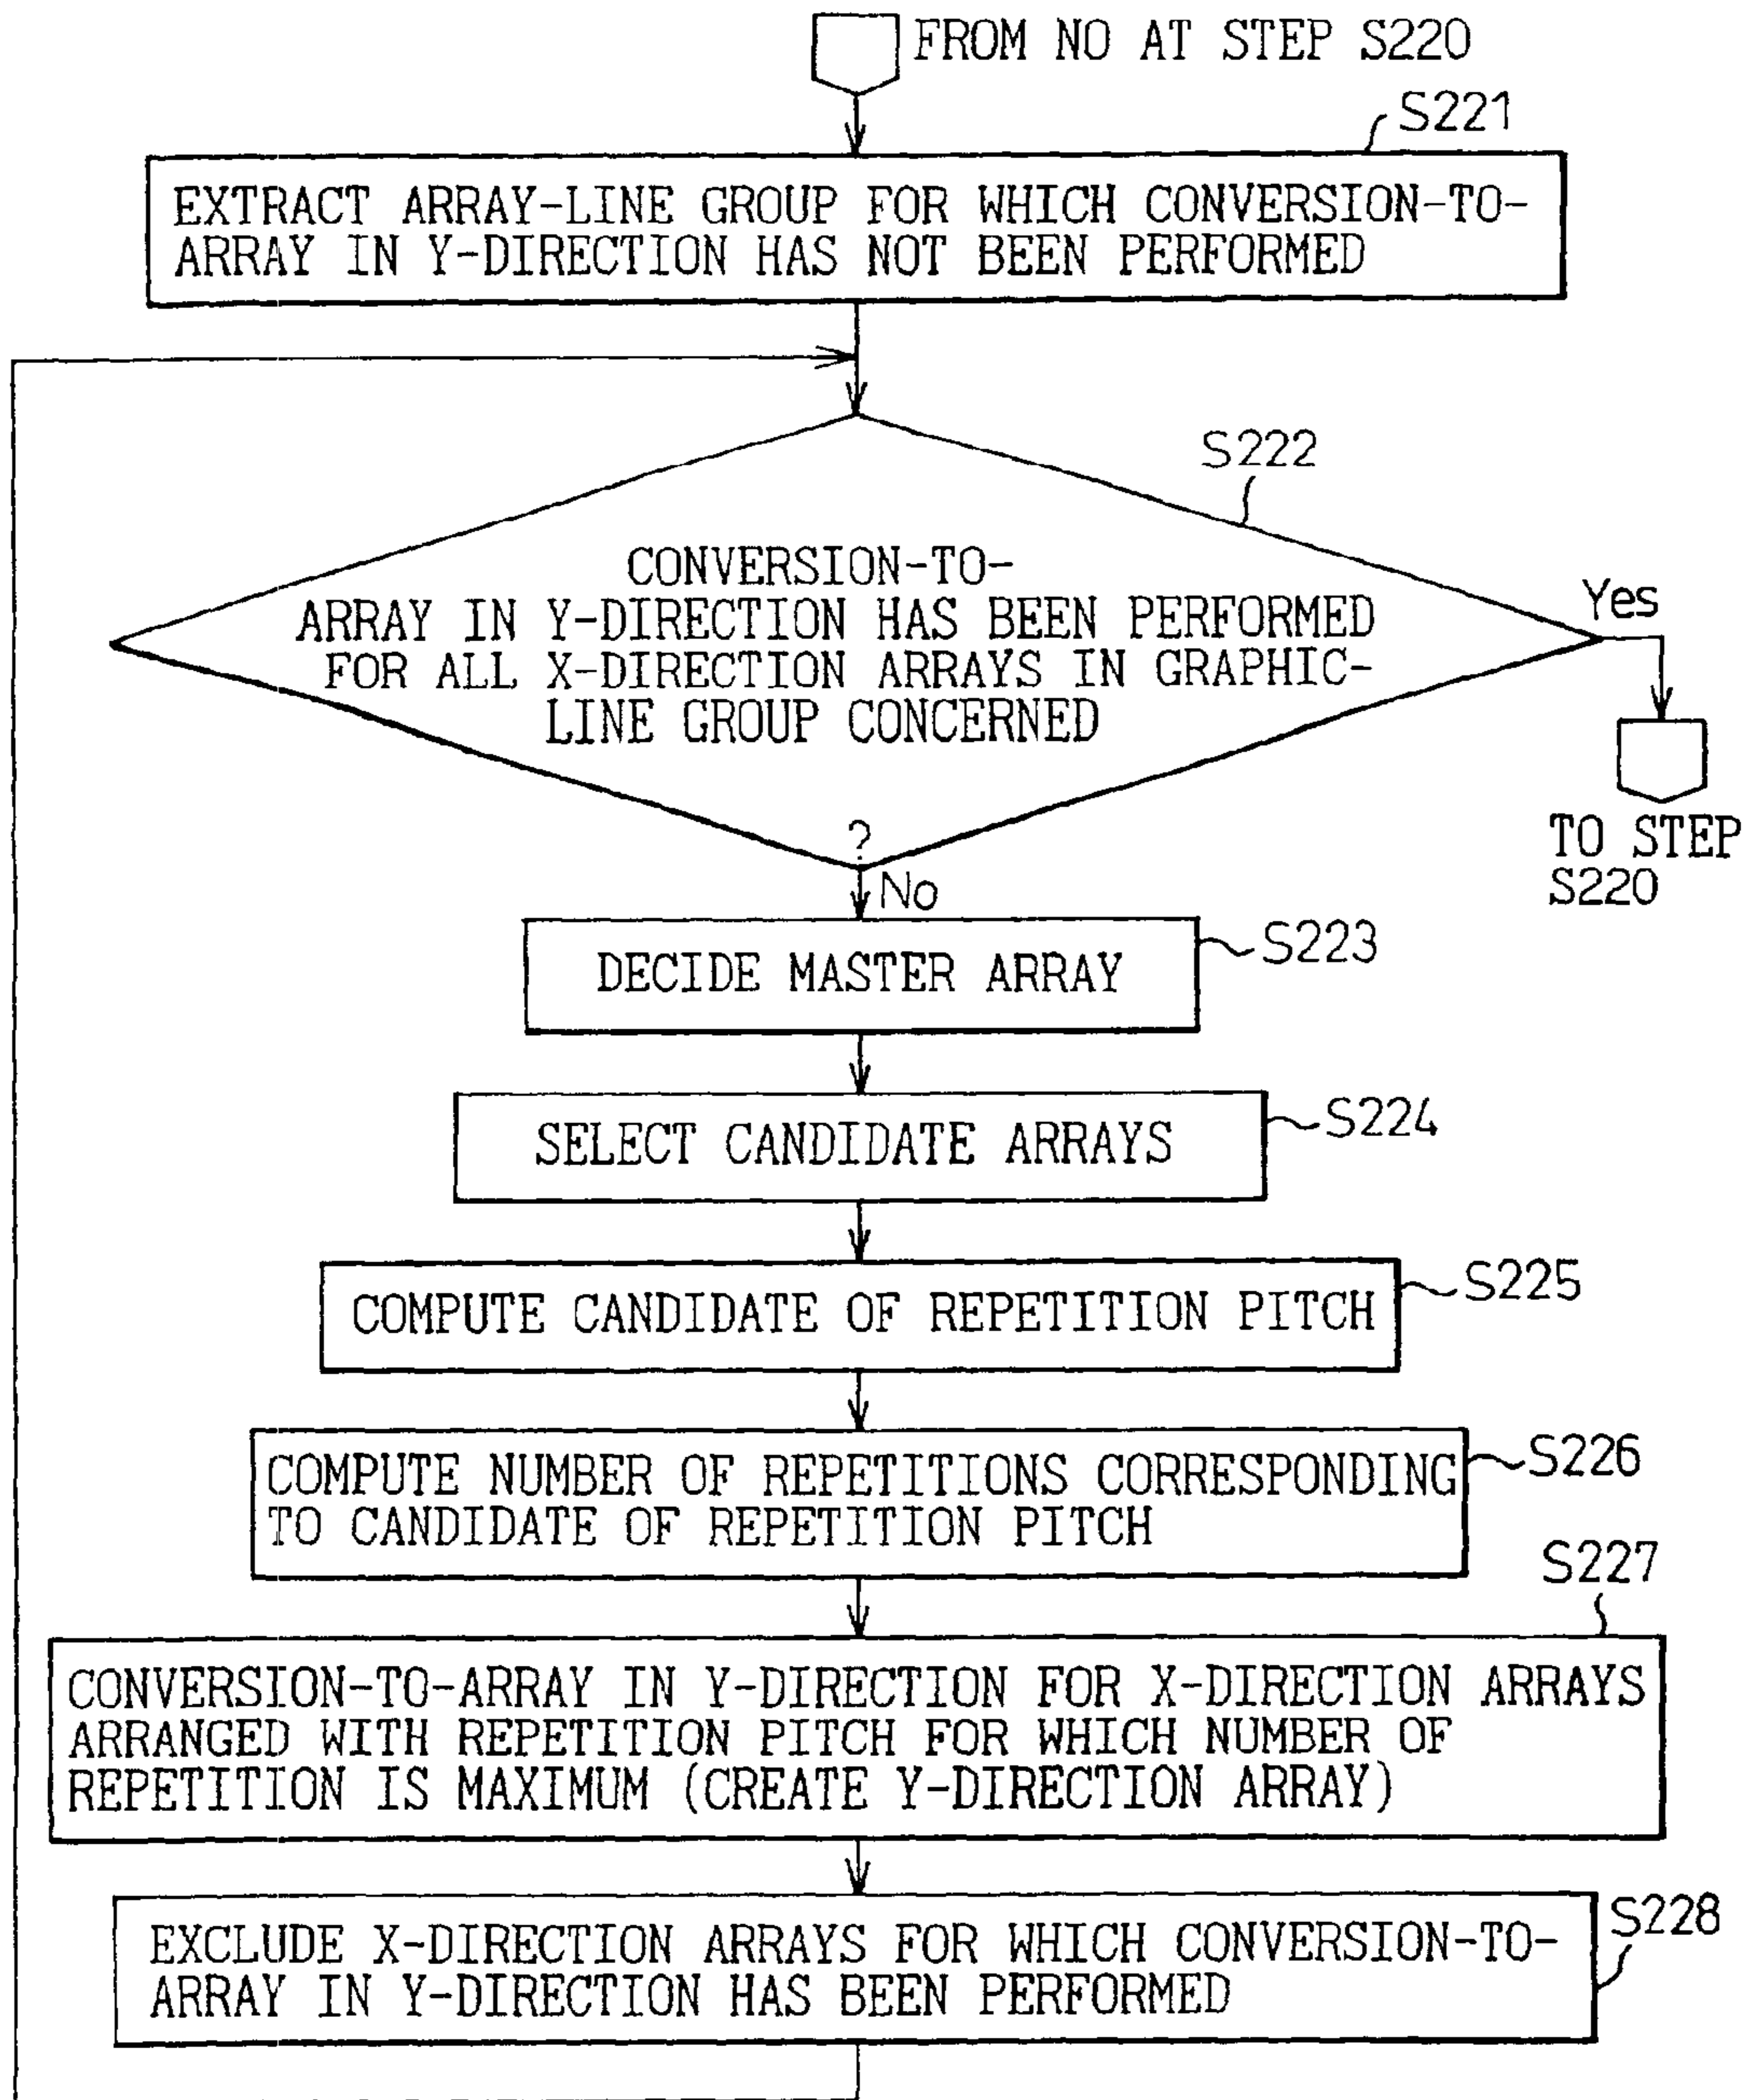 FROM NO AT STEP S220
S221
EXTRACT ARRAY-LINE GROUP FOR WHICH CONVERSION-TO-
ARRAY IN Y-DIRECTION HAS NOT BEEN PERFORMED
S222
CONVERSION-TO-
ARRAY IN Y-DIRECTION HAS BEEN PERFORMED
FOR ALL X-DIRECTION ARRAYS IN GRAPHIC-
LINE GROUP CONCERNED
?
Yes
TO STEP
S220
No
S223
DECIDE MASTER ARRAY
S224
SELECT CANDIDATE ARRAYS
S225
COMPUTE CANDIDATE OF REPETITION PITCH
S226
COMPUTE NUMBER OF REPETITIONS CORRESPONDING
TO CANDIDATE OF REPETITION PITCH
S227
CONVERSION-TO-ARRAY IN Y-DIRECTION FOR X-DIRECTION ARRAYS
ARRANGED WITH REPETITION PITCH FOR WHICH NUMBER OF
REPETITION IS MAXIMUM (CREATE Y-DIRECTION ARRAY)
S228
EXCLUDE X-DIRECTION ARRAYS FOR WHICH CONVERSION-TO-
ARRAY IN Y-DIRECTION HAS BEEN PERFORMED